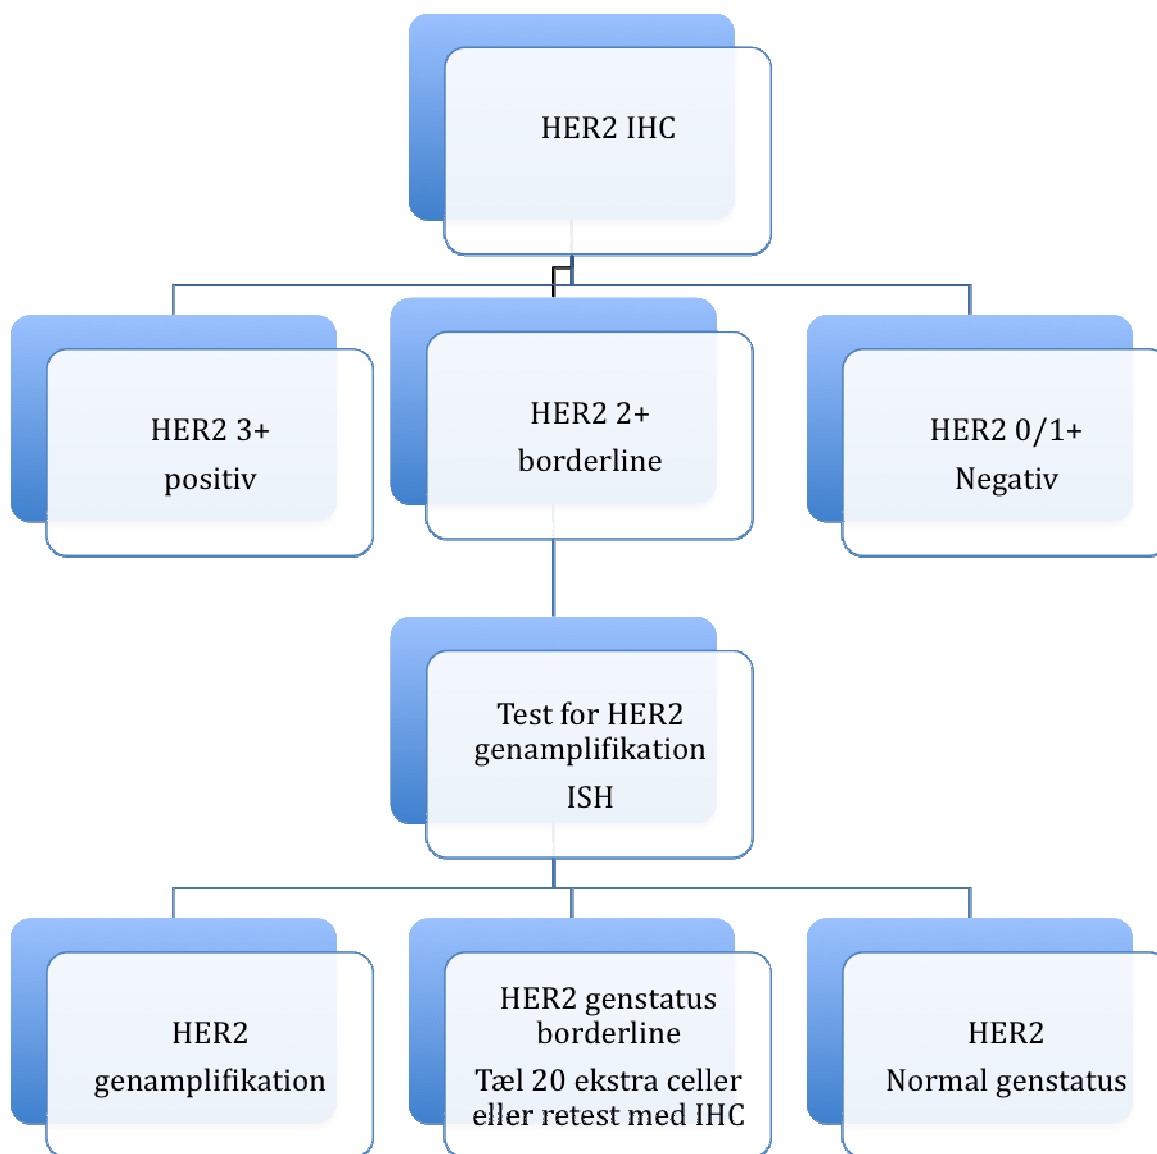 HER2 IHC
HER2 3+
positiv
HER2 2+
borderline
HER2 0/1+
Negativ
Test for HER2
genamplifikation
ISH
HER2
genamplifikation
HER2 genstatus
borderline
Tæl 20 ekstra celler
eller retest med IHC
HER2
Normal genstatus